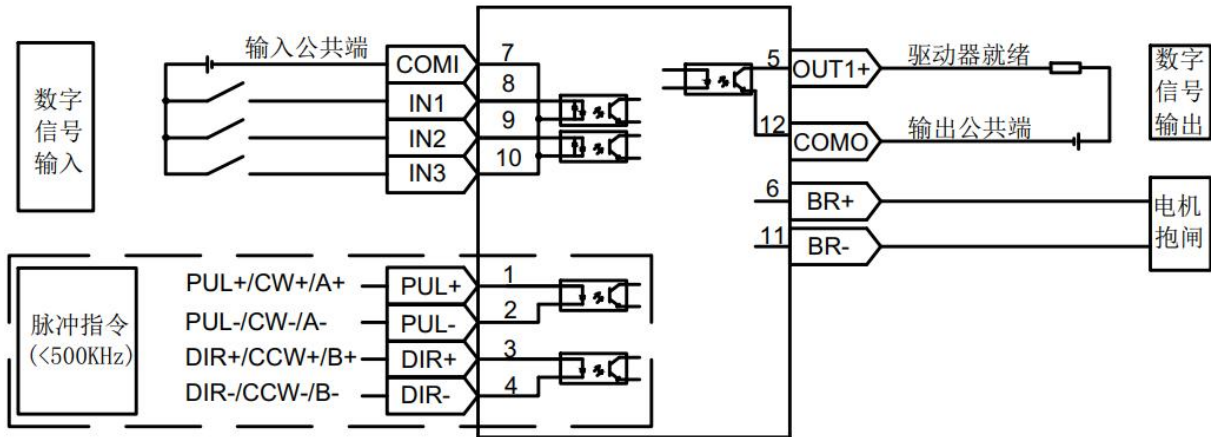 数字
信号
输入
输入公共端
COMI
IN1
IN2
IN3
7
8
9
10
5
12
OUT1+
COMO
驱动器就绪
输出公共端
数字
信号
输出
6
11
BR+
BR-
电机
抱闸
脉冲指令
(<500KHz)
PUL+/CW+/A+
PUL-/CW-/A-
DIR+/CCW+/B+
DIR-/CCW-/B-
PUL+
PUL-
DIR+
DIR-
1
2
3
4